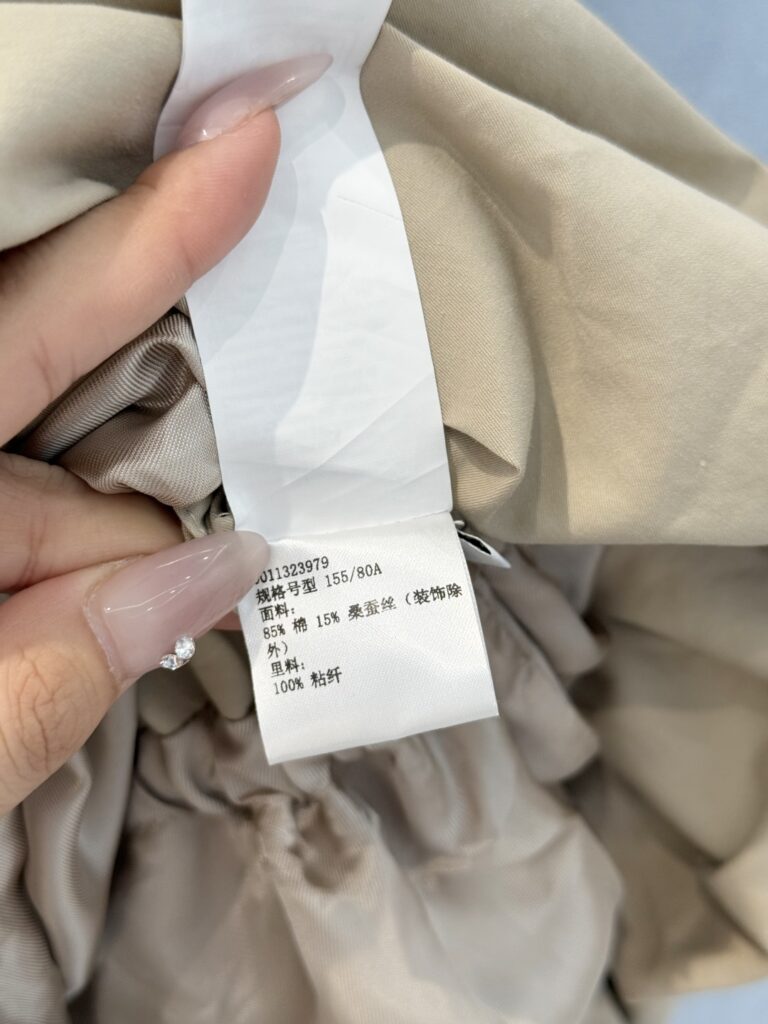 011323979
规格号型 155/80A
面料:
85% 棉 15% 桑蚕丝（装饰除
外）
里料:
100% 粘纤